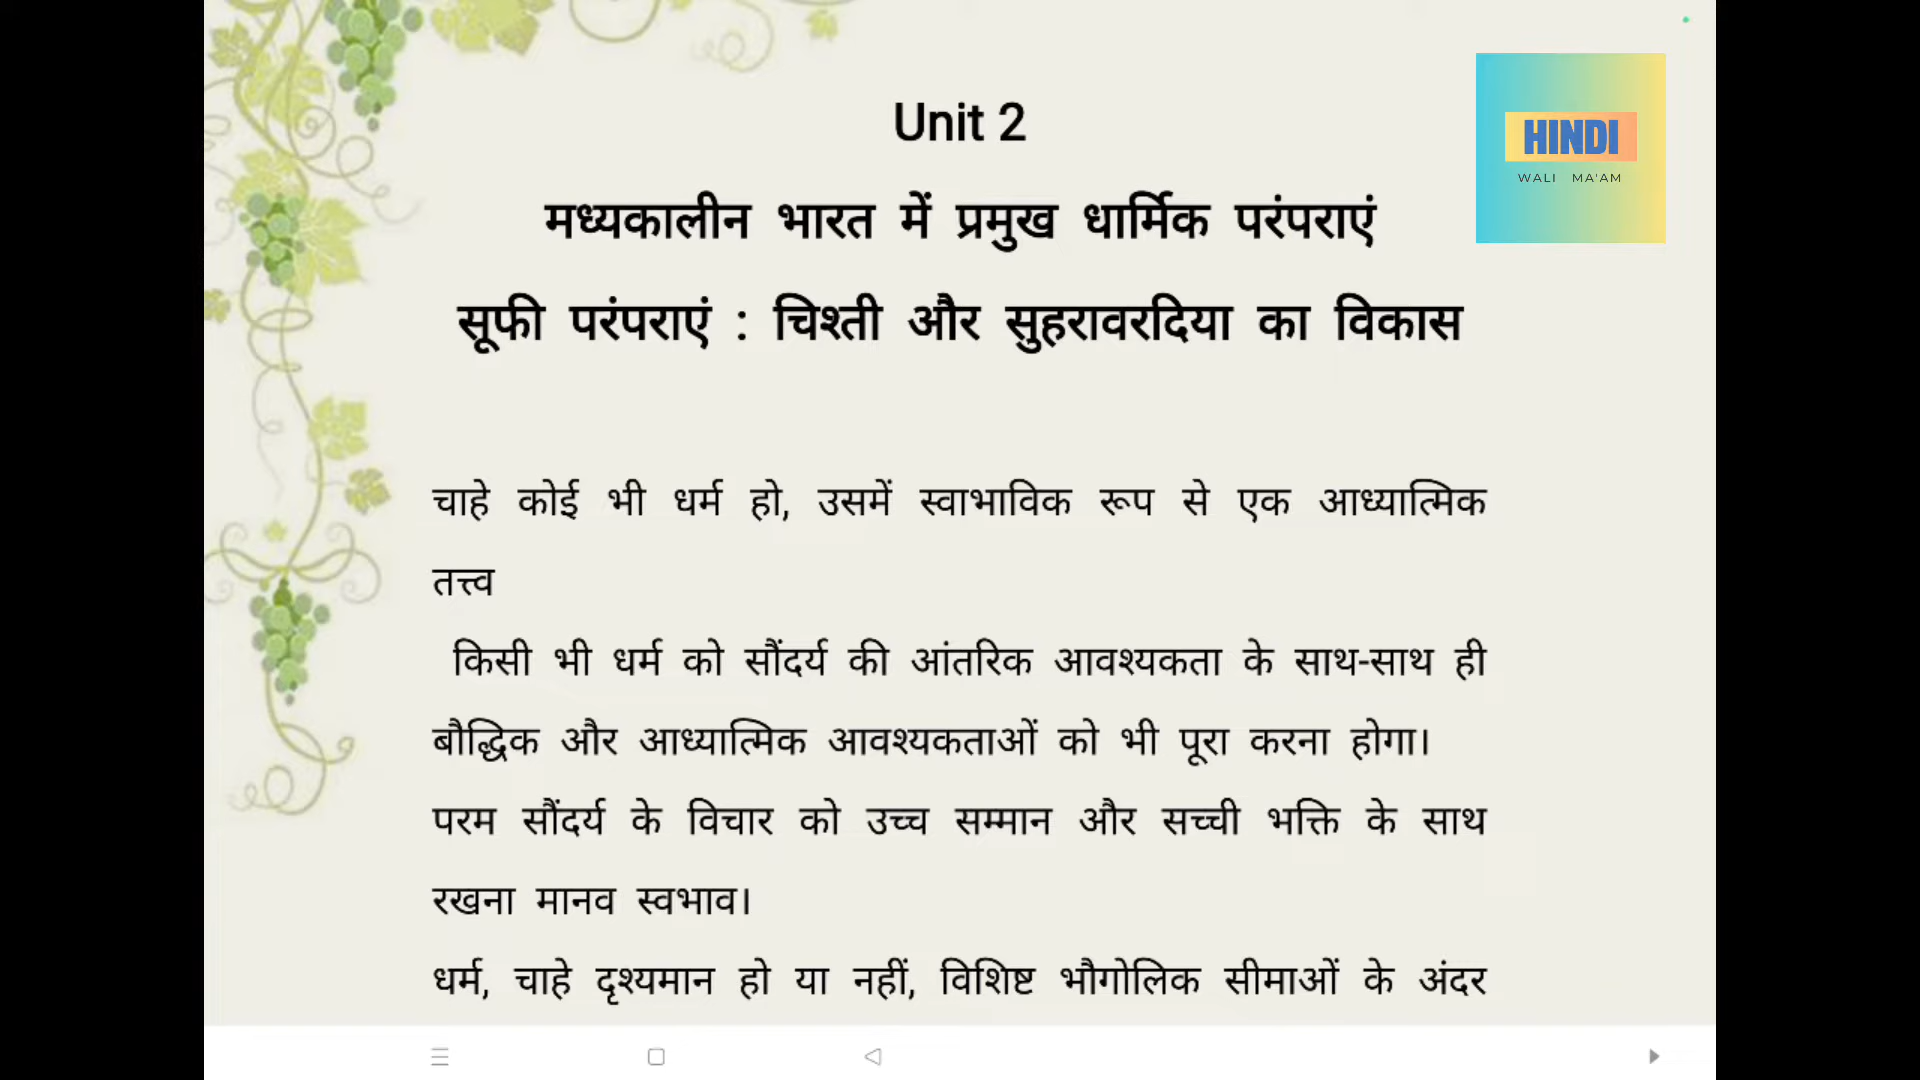 Unit 2
HINDI
WALI MA'AM
मध्यकालीन भारत में प्रमुख धार्मिक परंपराएं
सूफी परंपराएं : चिश्ती और सुहरावरदिया का विकास
चाहे कोई भी धर्म हो, उसमें स्वाभाविक रूप से एक आध्यात्मिक
तत्त्व
किसी भी धर्म को सौंदर्य की आंतरिक आवश्यकता के साथ-साथ ही
बौद्धिक और आध्यात्मिक आवश्यकताओं को भी पूरा करना होगा।
परम सौंदर्य के विचार को उच्च सम्मान और सच्ची भक्ति के साथ
रखना मानव स्वभाव।
धर्म, चाहे दृश्यमान हो या नहीं, विशिष्ट भौगोलिक सीमाओं के अंदर